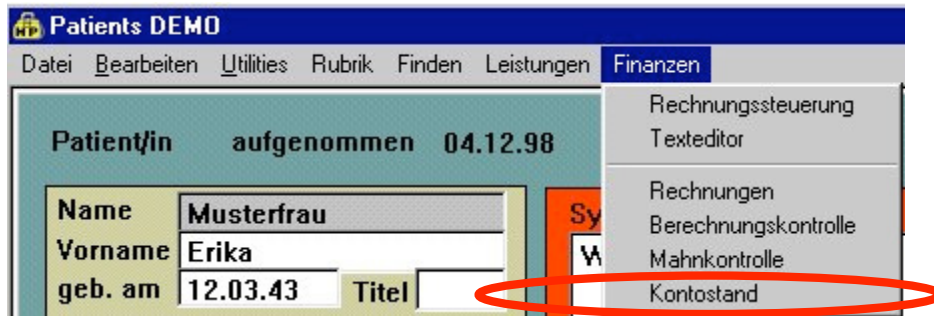 Patients DEMO
Datei Bearbeiten Utilities Rubrik Finden Leistungen Finanzen
Rechnungssteuerung
Texteditor
Rechnungen
Berechnungskontrolle
Mahnkontrolle
Kontostand
Patient/in aufgenommen 04.12.98
Name Musterfrau
Vorname Erika
geb. am 12.03.43 Titel